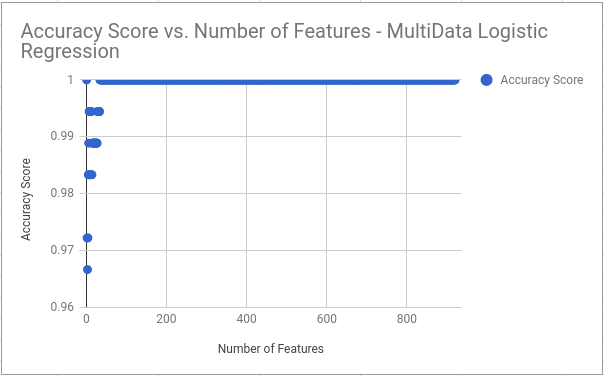 Accuracy Score vs. Number of Features - MultiData Logistic
Regression
Accuracy Score
1
0.99
0.98
0.97
0.96
0
200
400
600
800
Accuracy Score
Number of Features